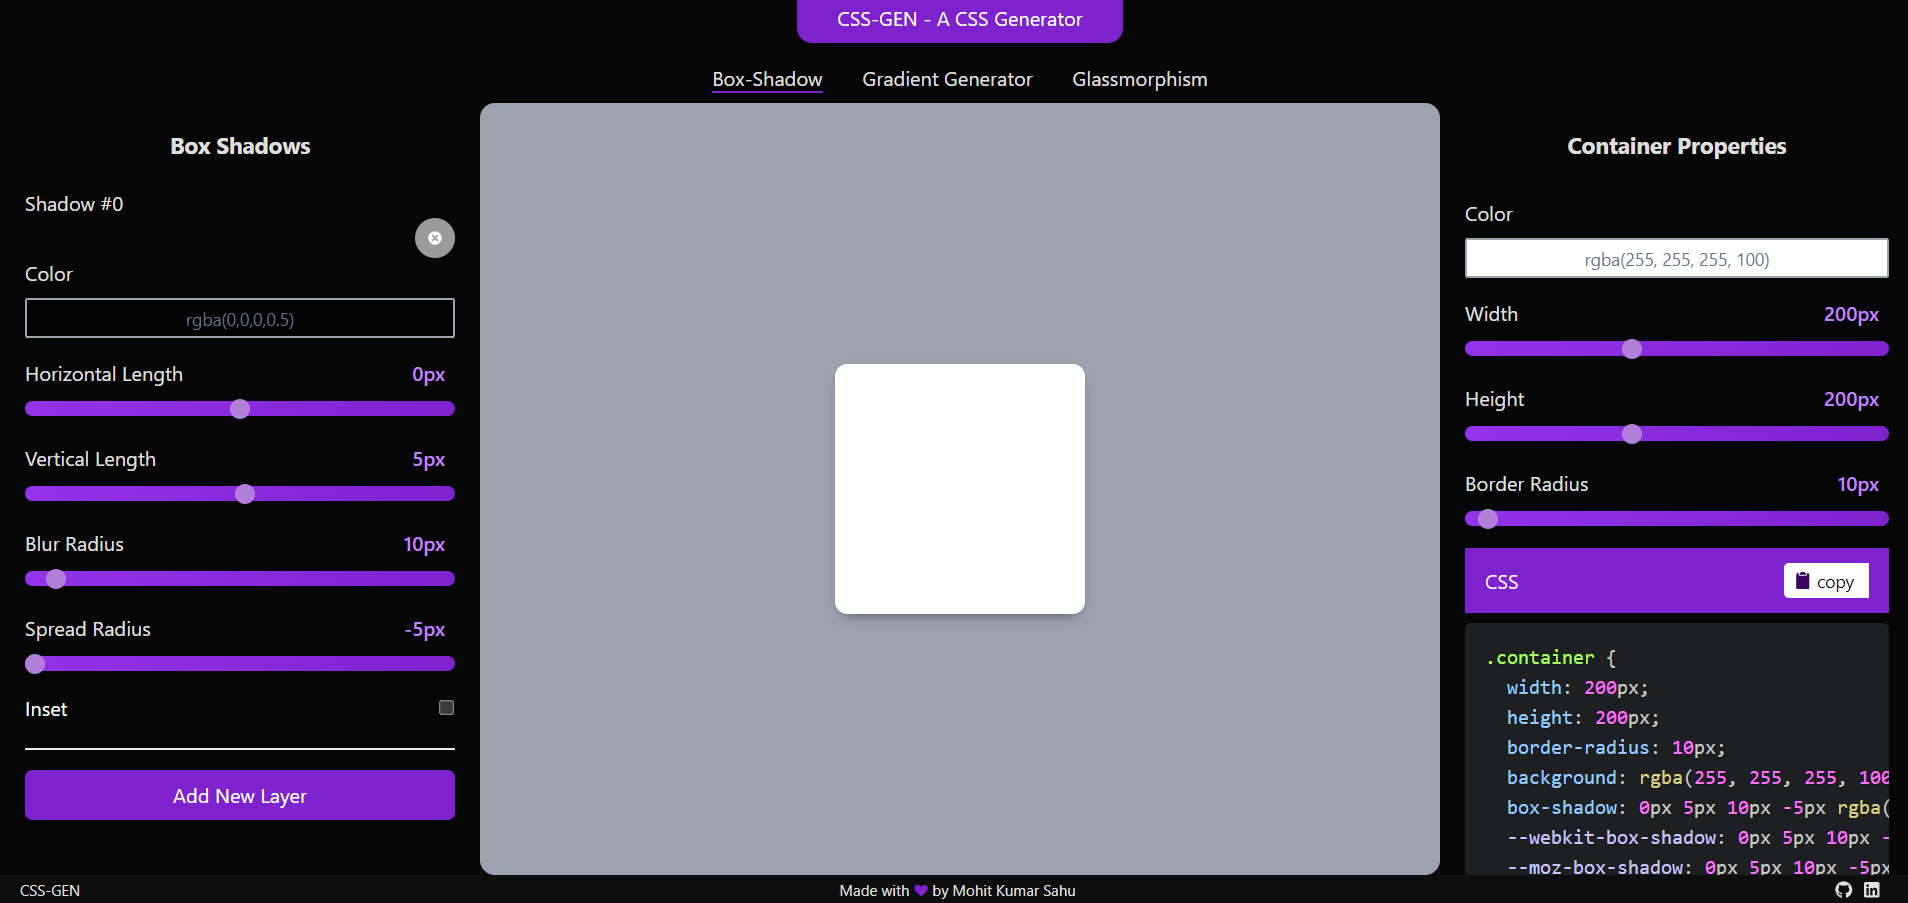 CSS-GEN - A CSS Generator
Box-Shadow
Gradient Generator
Glassmorphism
Box Shadows
Shadow #0
Color
rgba(0,0,0,0.5)
Horizontal Length
0px
Vertical Length
5px
Blur Radius
10px
Spread Radius
-5px
Inset
Add New Layer
Container Properties
Color
rgba(255, 255, 255, 100)
Width
200px
Height
200px
Border Radius
10px
CSS
copy
.container {
width: 200px;
height: 200px;
border-radius: 10px;
background: rgba(255, 255, 255, 100
box-shadow: 0px 5px 10px -5px rgba(
--webkit-box-shadow: 0px 5px 10px -
--moz-box-shadow: 0px 5px 10px -5px
CSS-GEN
Made with 💜 by Mohit Kumar Sahu